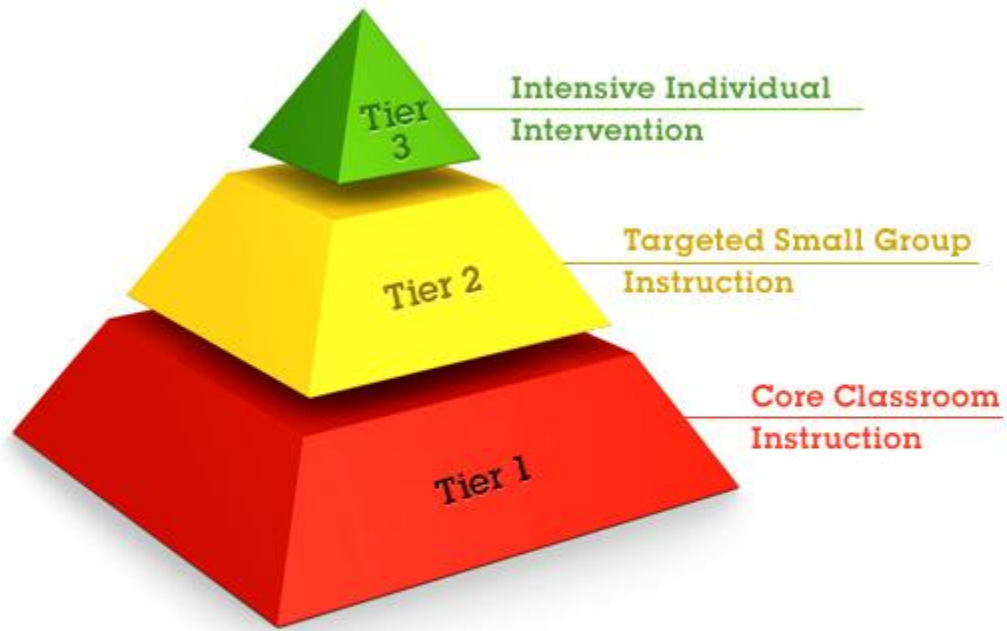 Tier
3
Intensive Individual
Intervention
Tier 2
Targeted Small Group
Instruction
Tier 1
Core Classroom
Instruction